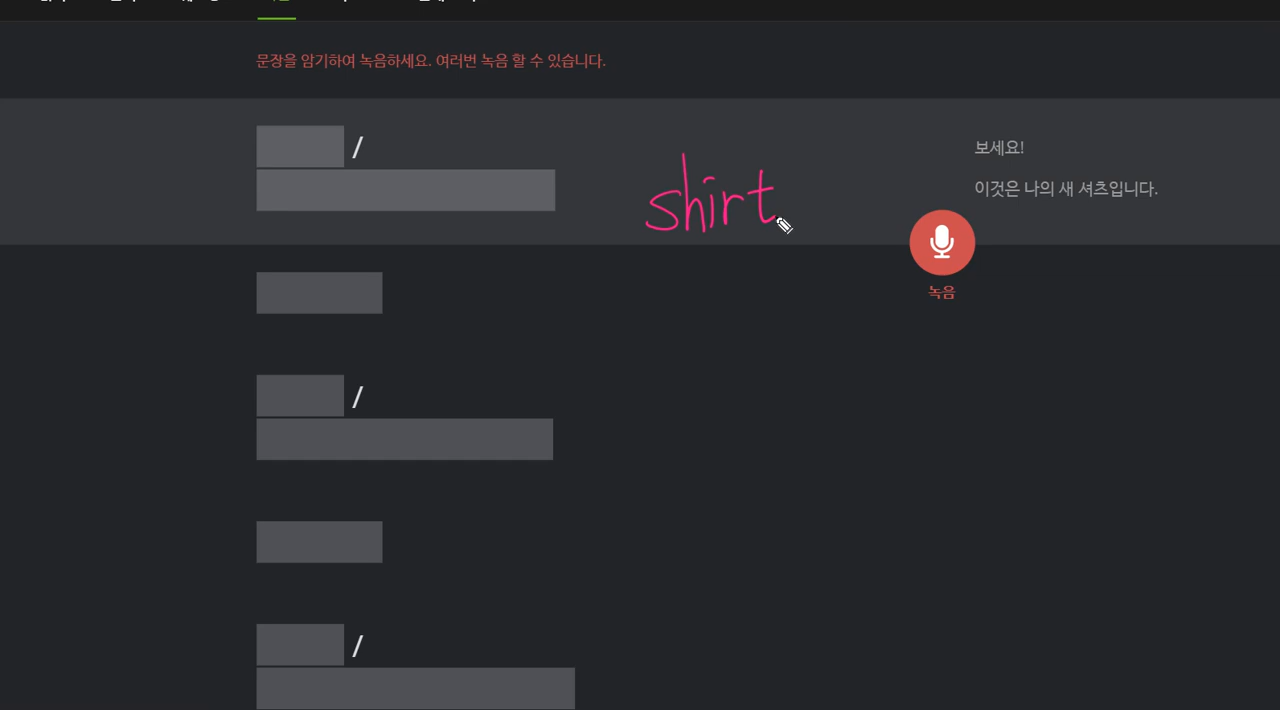 문장을 암기하여 녹음하세요. 여러번 녹음 할 수 있습니다.
/
shirt
보세요!
이것은 나의 새 셔츠입니다.
녹음
/
/